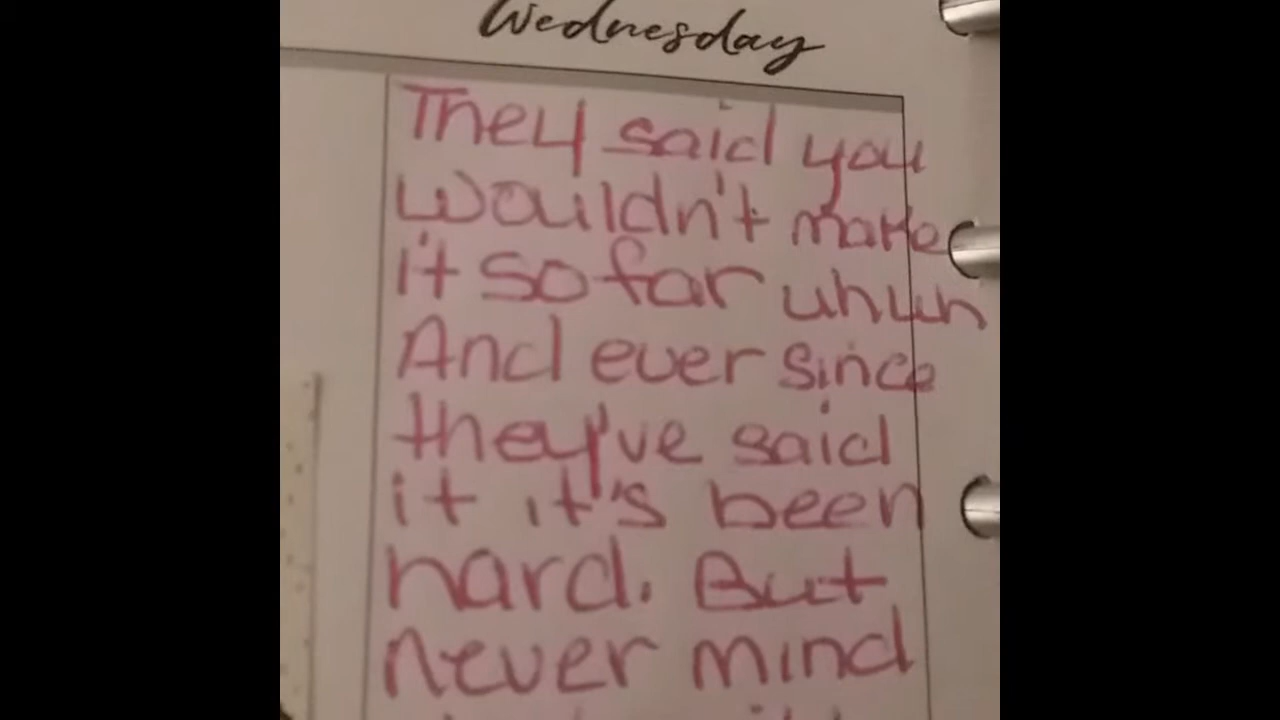 Wednesday
They said you
wouldn't make
it so far uhuh
And ever since
they've said
it it's been
hard. But
never mind